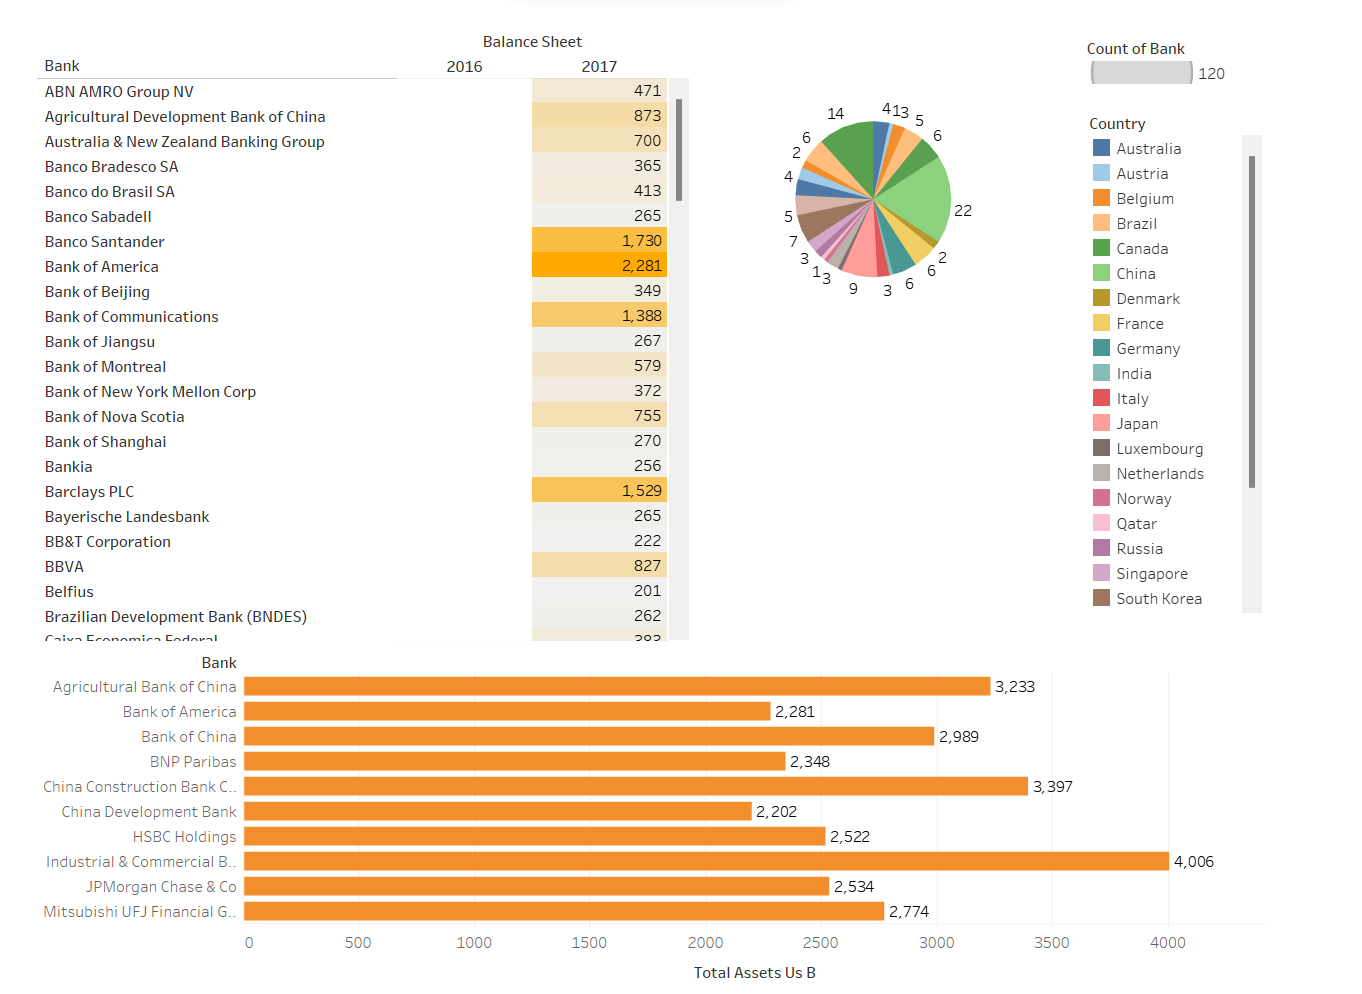 Balance Sheet
Bank 2016 2017
ABN AMRO Group NV 471
Agricultural Development Bank of China 873
Australia & New Zealand Banking Group 700
Banco Bradesco SA 365
Banco do Brasil SA 413
Banco Sabadell 265
Banco Santander 1,730
Bank of America 2,281
Bank of Beijing 349
Bank of Communications 1,388
Bank of Jiangsu 267
Bank of Montreal 579
Bank of New York Mellon Corp 372
Bank of Nova Scotia 755
Bank of Shanghai 270
Bankia 256
Barclays PLC 1,529
Bayerische Landesbank 265
BB&T Corporation 222
BBVA 827
Belfius 201
Brazilian Development Bank (BNDES) 262
Caixa Economica Federal 383
14 4 1 3 5
6 6
2
4
22
5
7 2
3 6
1 3 9 3 6
Count of Bank
120
Country
Australia
Austria
Belgium
Brazil
Canada
China
Denmark
France
Germany
India
Italy
Japan
Luxembourg
Netherlands
Norway
Qatar
Russia
Singapore
South Korea
Bank
Agricultural Bank of China 3,233
Bank of America 2,281
Bank of China 2,989
BNP Paribas 2,348
China Construction Bank C.. 3,397
China Development Bank 2,202
HSBC Holdings 2,522
Industrial & Commercial B.. 4,006
JPMorgan Chase & Co 2,534
Mitsubishi UFJ Financial G.. 2,774
0 500 1000 1500 2000 2500 3000 3500 4000
Total Assets Us B